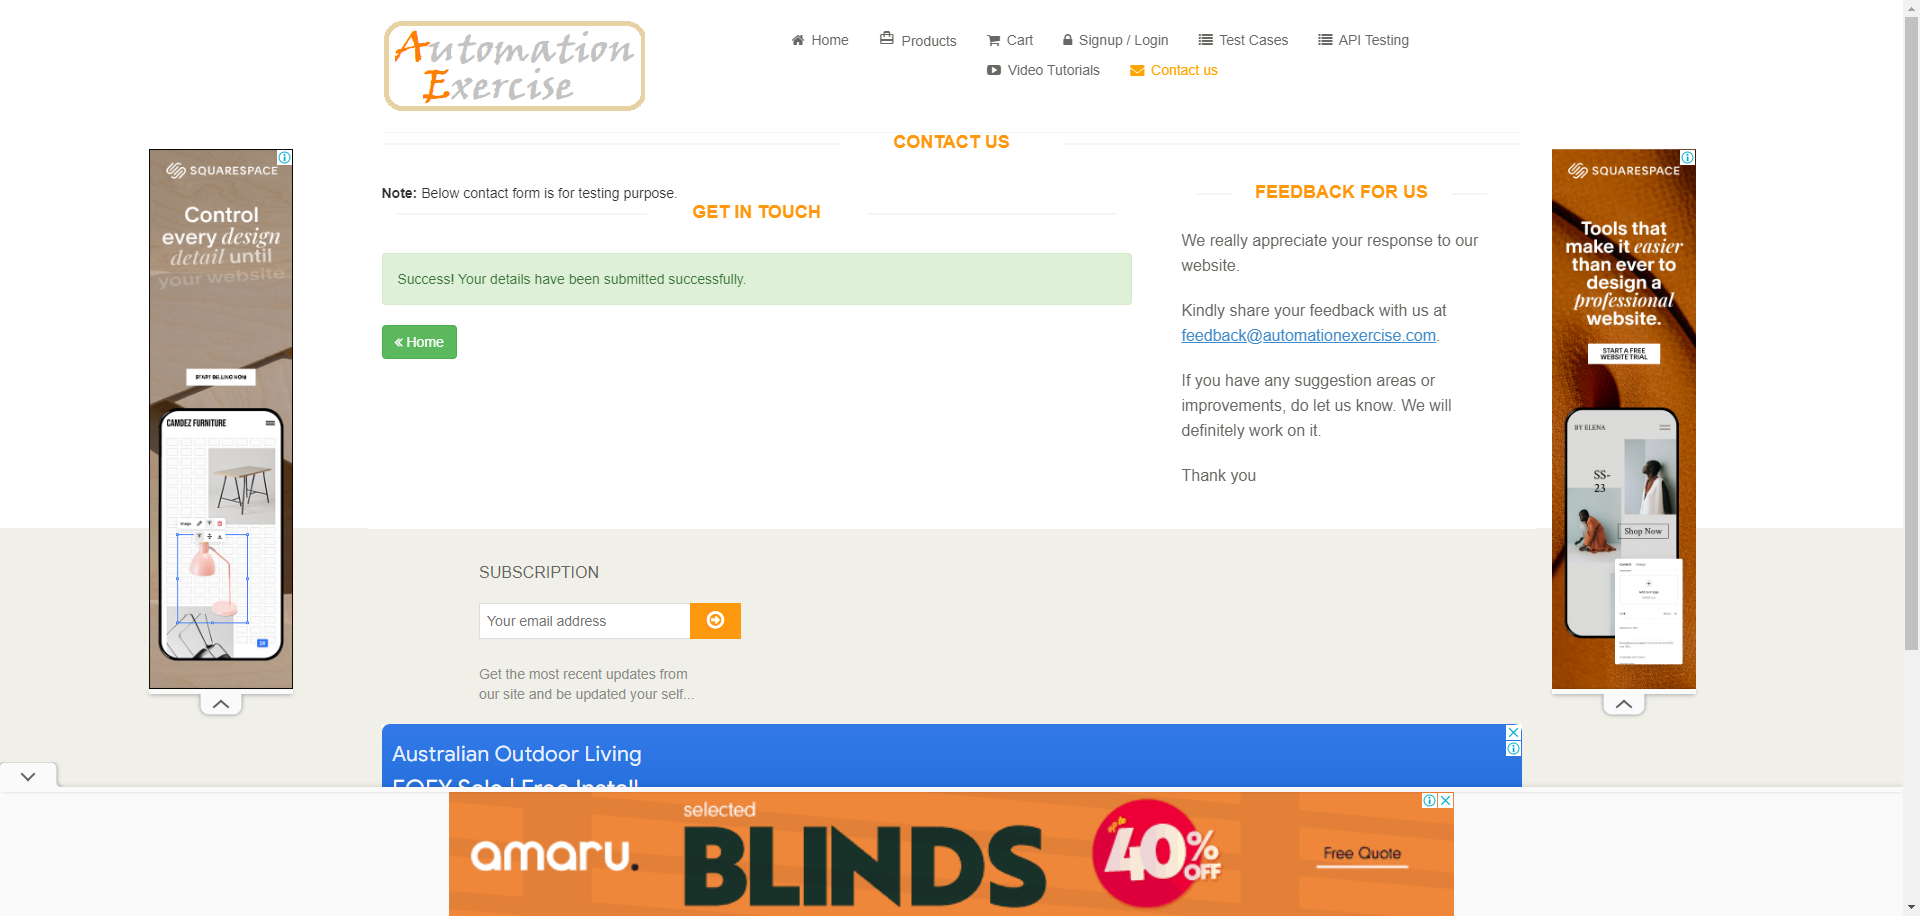 Automation
Exercise
Home
Products
Cart
Signup / Login
Test Cases
API Testing
Video Tutorials
Contact us
CONTACT US
Note: Below contact form is for testing purpose.
GET IN TOUCH
Success! Your details have been submitted successfully.
« Home
FEEDBACK FOR US
We really appreciate your response to our
website.
Kindly share your feedback with us at
feedback@automationexercise.com.
If you have any suggestion areas or
improvements, do let us know. We will
definitely work on it.
Thank you
SQUARESPACE
Control
every design
detail until
your website
START SELLING NOW
CAMDEZ FURNITURE
Image
SQUARESPACE
Tools that
make it easier
than ever to
design a
professional
website.
START A FREE
WEBSITE TRIAL
BY ELENA
SS-
23
Shop Now
SUBSCRIPTION
Your email address
Get the most recent updates from
our site and be updated your self...
Australian Outdoor Living
EOFY Sale | Free Install
selected
amaru.
BLINDS
up to
40%
OFF
Free Quote